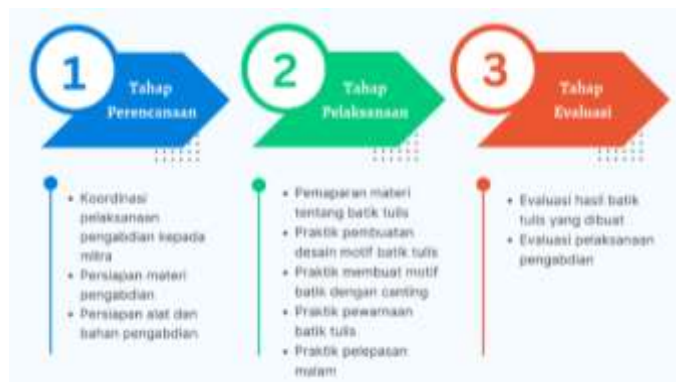 1
Tahap
Perencanaan
2
Tahap
Pelaksanaan
3
Tahap
Evaluasi
• Koordinasi
pelaksanaan
pengabdian kepada
mitra
• Persiapan materi
pengabdian
• Persiapan alat dan
bahan pengabdian
• Pemaparan materi
tentang batik tulis
• Praktik pembuatan
desain motif batik tulis
• Praktik membuat motif
batik dengan canting
• Praktik pewarnaan
batik tulis
• Praktik pelepasan
malam
• Evaluasi hasil batik
tulis yang dibuat
• Evaluasi pelaksanaan
pengabdian